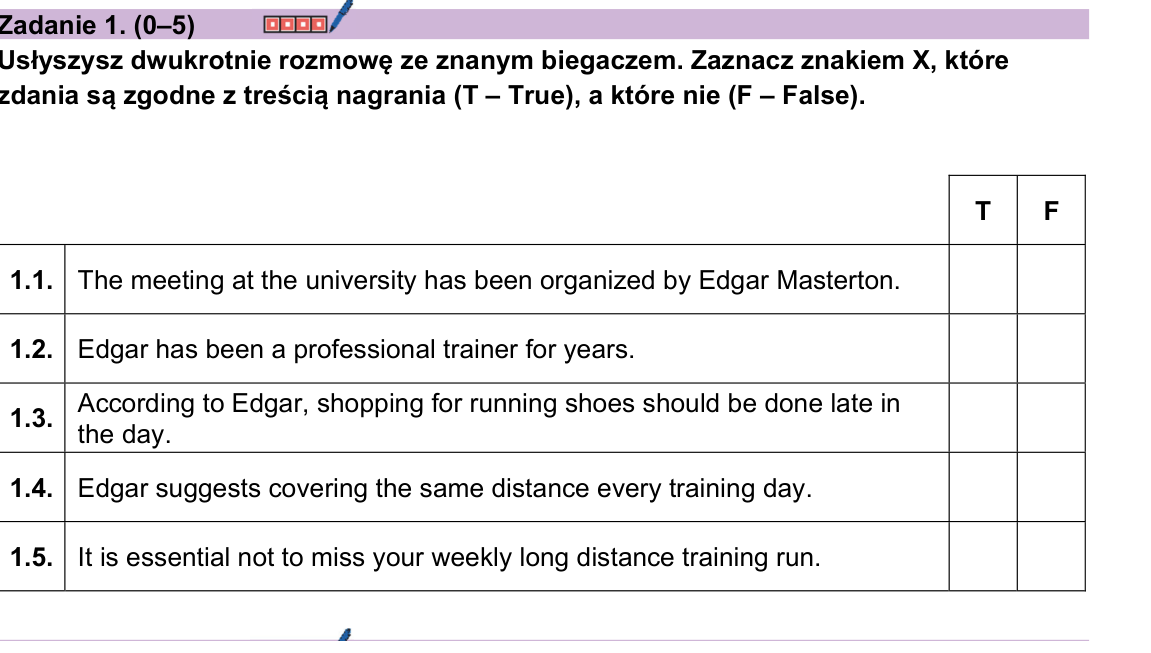 Zadanie 1. (0–5)
Usłyszysz dwukrotnie rozmowę ze znanym biegaczem. Zaznacz znakiem X, które
zdania są zgodne z treścią nagrania (T – True), a które nie (F – False).
T F
1.1. The meeting at the university has been organized by Edgar Masterton.
1.2. Edgar has been a professional trainer for years.
1.3. According to Edgar, shopping for running shoes should be done late in
the day.
1.4. Edgar suggests covering the same distance every training day.
1.5. It is essential not to miss your weekly long distance training run.